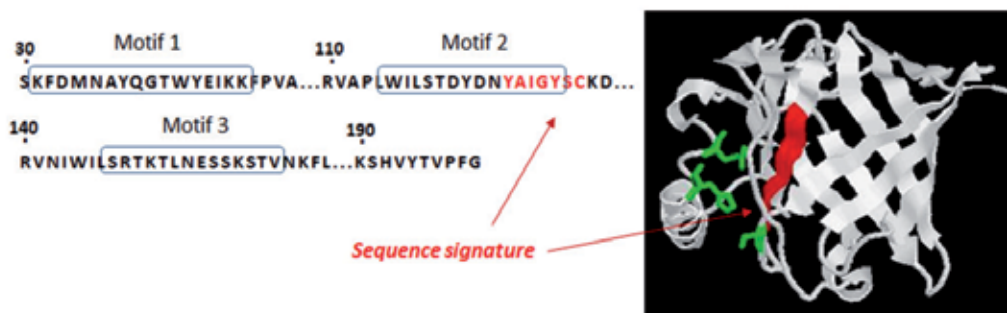 Motif 1
Motif 2
30
110
SKFDMNAYQGTWYEIKKFPVA...RVAPLWILSTDYDNYAIGYSCKD...
Motif 3
140
190
RVNIWILSRTKTLNESSKSTVNKFL...KSHVYTVPFG
Sequence signature